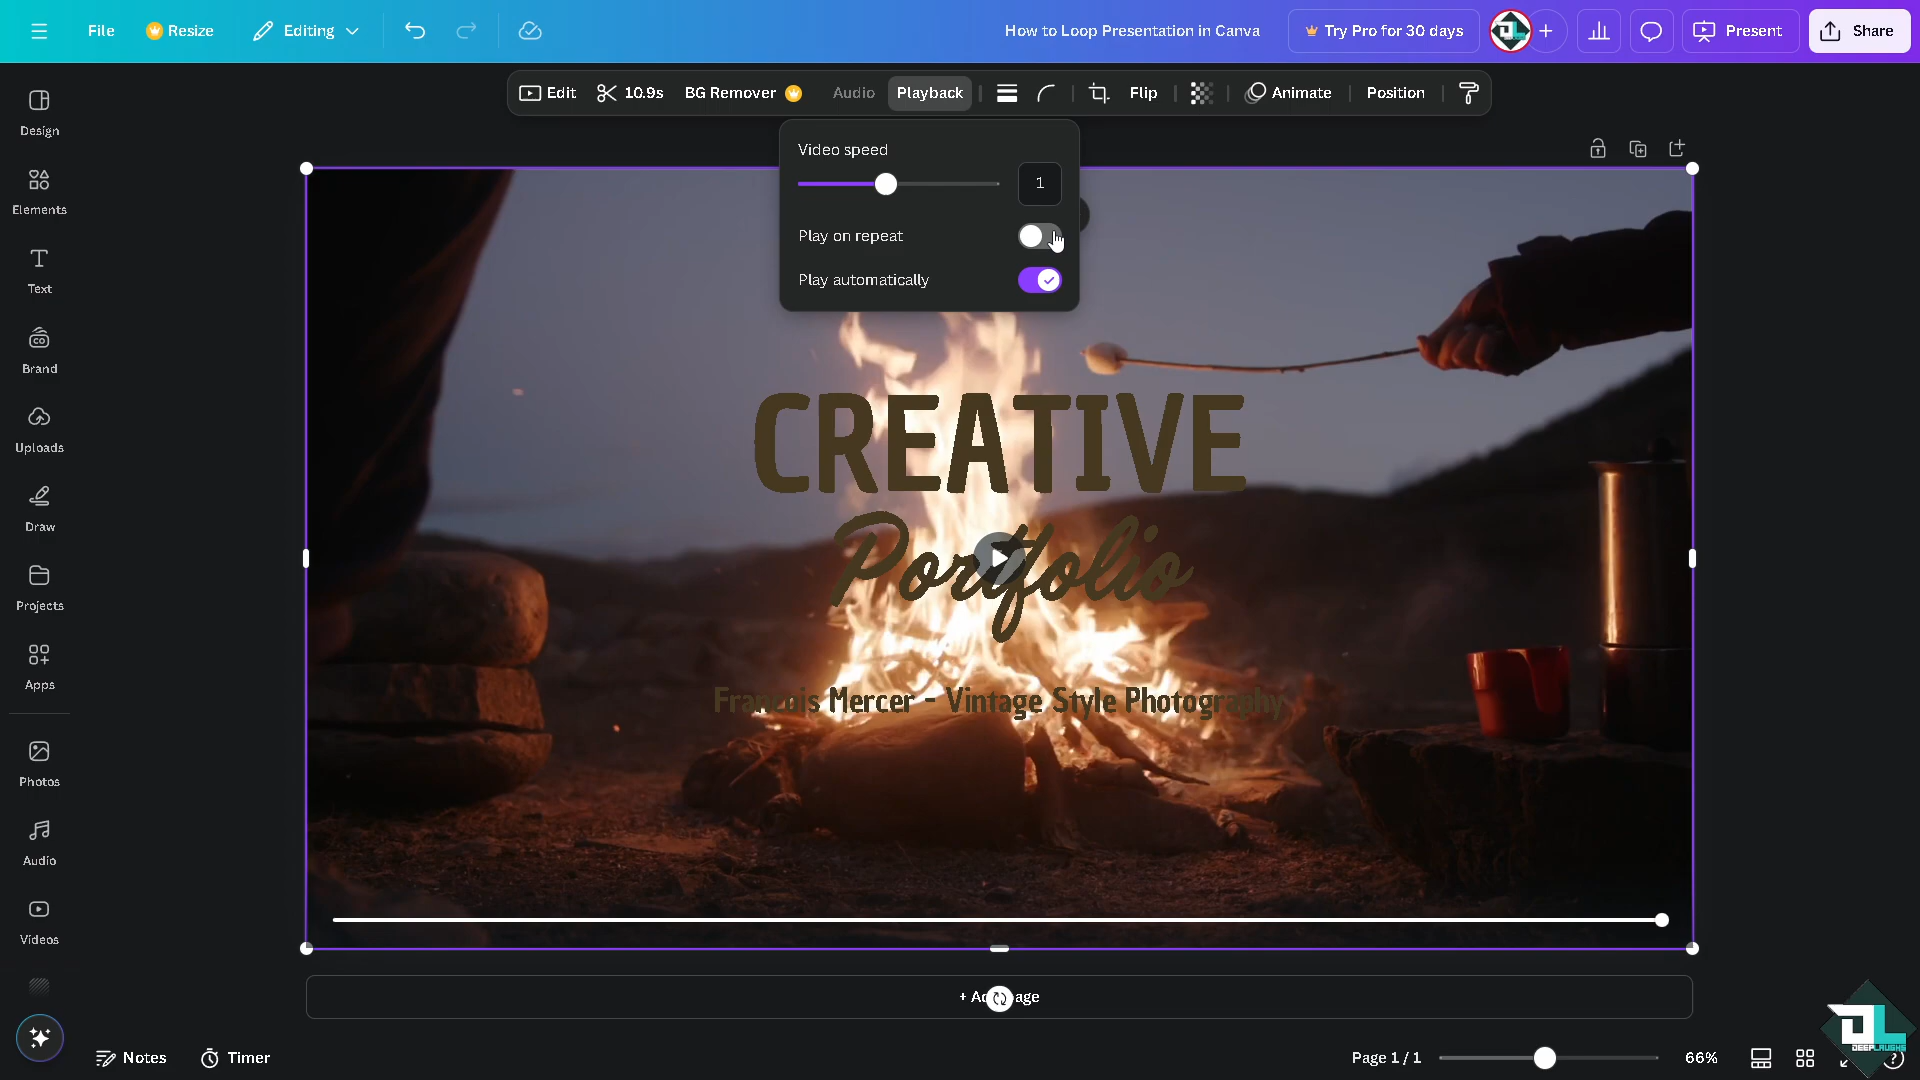 File
Resize
Editing
How to Loop Presentation in Canva
Try Pro for 30 days
Present
Share
Edit
10.9s
BG Remover
Audio
Playback
Flip
Animate
Position
Video speed
1
Play on repeat
Play automatically
Design
Elements
Text
Brand
Uploads
Draw
Projects
Apps
Photos
Audio
Videos
CREATIVE
Portfolio
Francois Mercer - Vintage Style Photography
Notes
Timer
Page 1 / 1
66%
DEEPLAUGHS